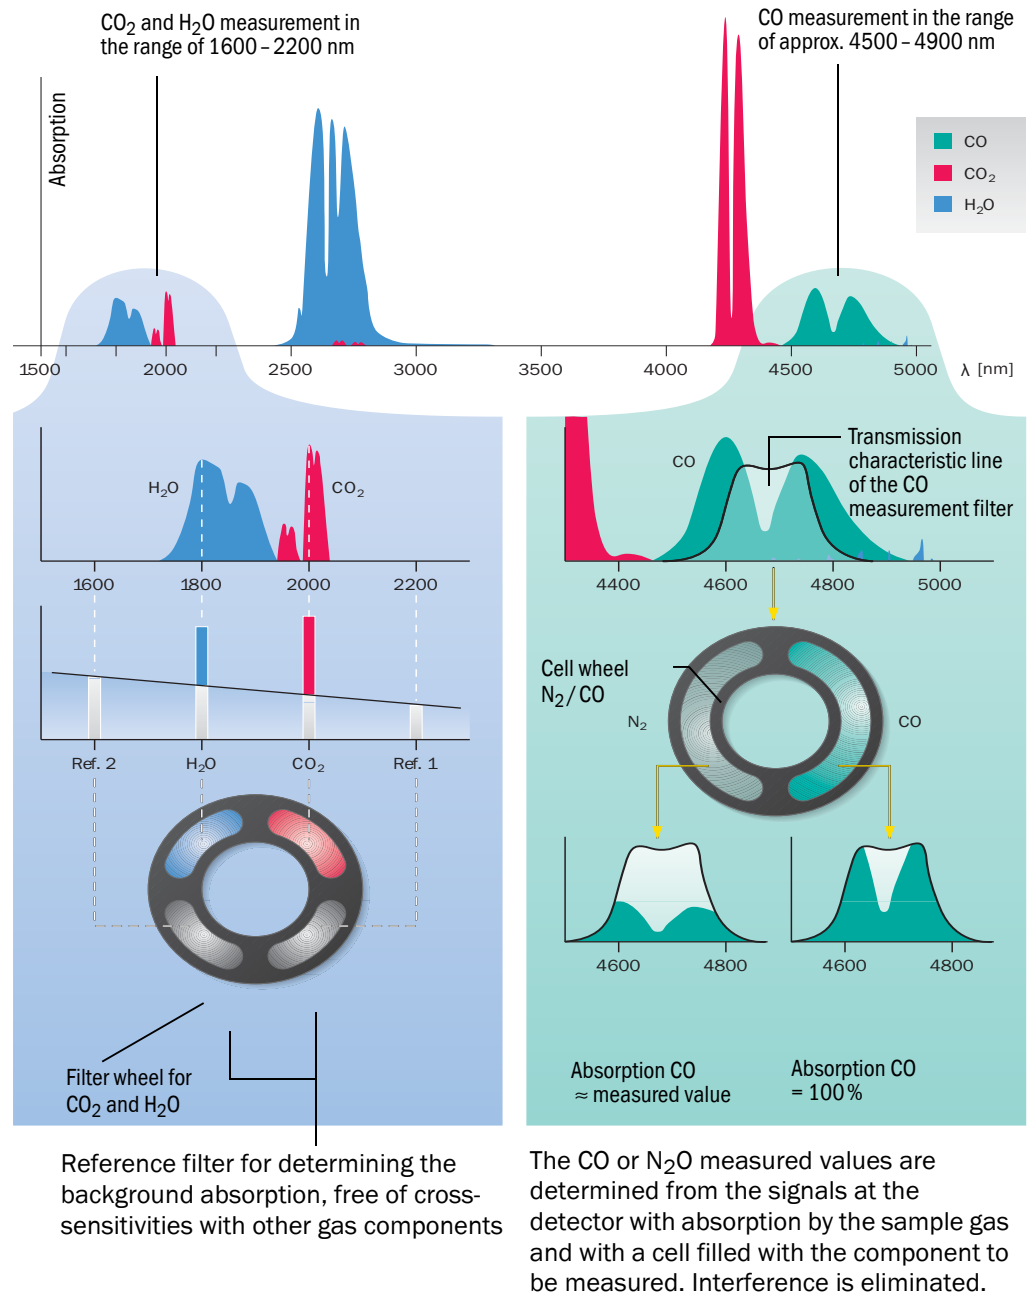 CO₂ and H₂O measurement in
the range of 1600 – 2200 nm
CO measurement in the range
of approx. 4500 – 4900 nm
Absorption
CO
CO₂
H₂O
1500
2000
2500
3000
3500
4000
4500
5000
λ [nm]
H₂O
CO₂
1600
1800
2000
2200
Ref. 2
H₂O
CO₂
Ref. 1
Filter wheel for
CO₂ and H₂O
Reference filter for determining the
background absorption, free of cross-
sensitivities with other gas components
CO
Transmission
characteristic line
of the CO
measurement filter
4400
4600
4800
5000
Cell wheel
N₂ / CO
N₂
CO
4600
4800
4600
4800
Absorption CO
≈ measured value
Absorption CO
= 100 %
The CO or N₂O measured values are
determined from the signals at the
detector with absorption by the sample gas
and with a cell filled with the component to
be measured. Interference is eliminated.